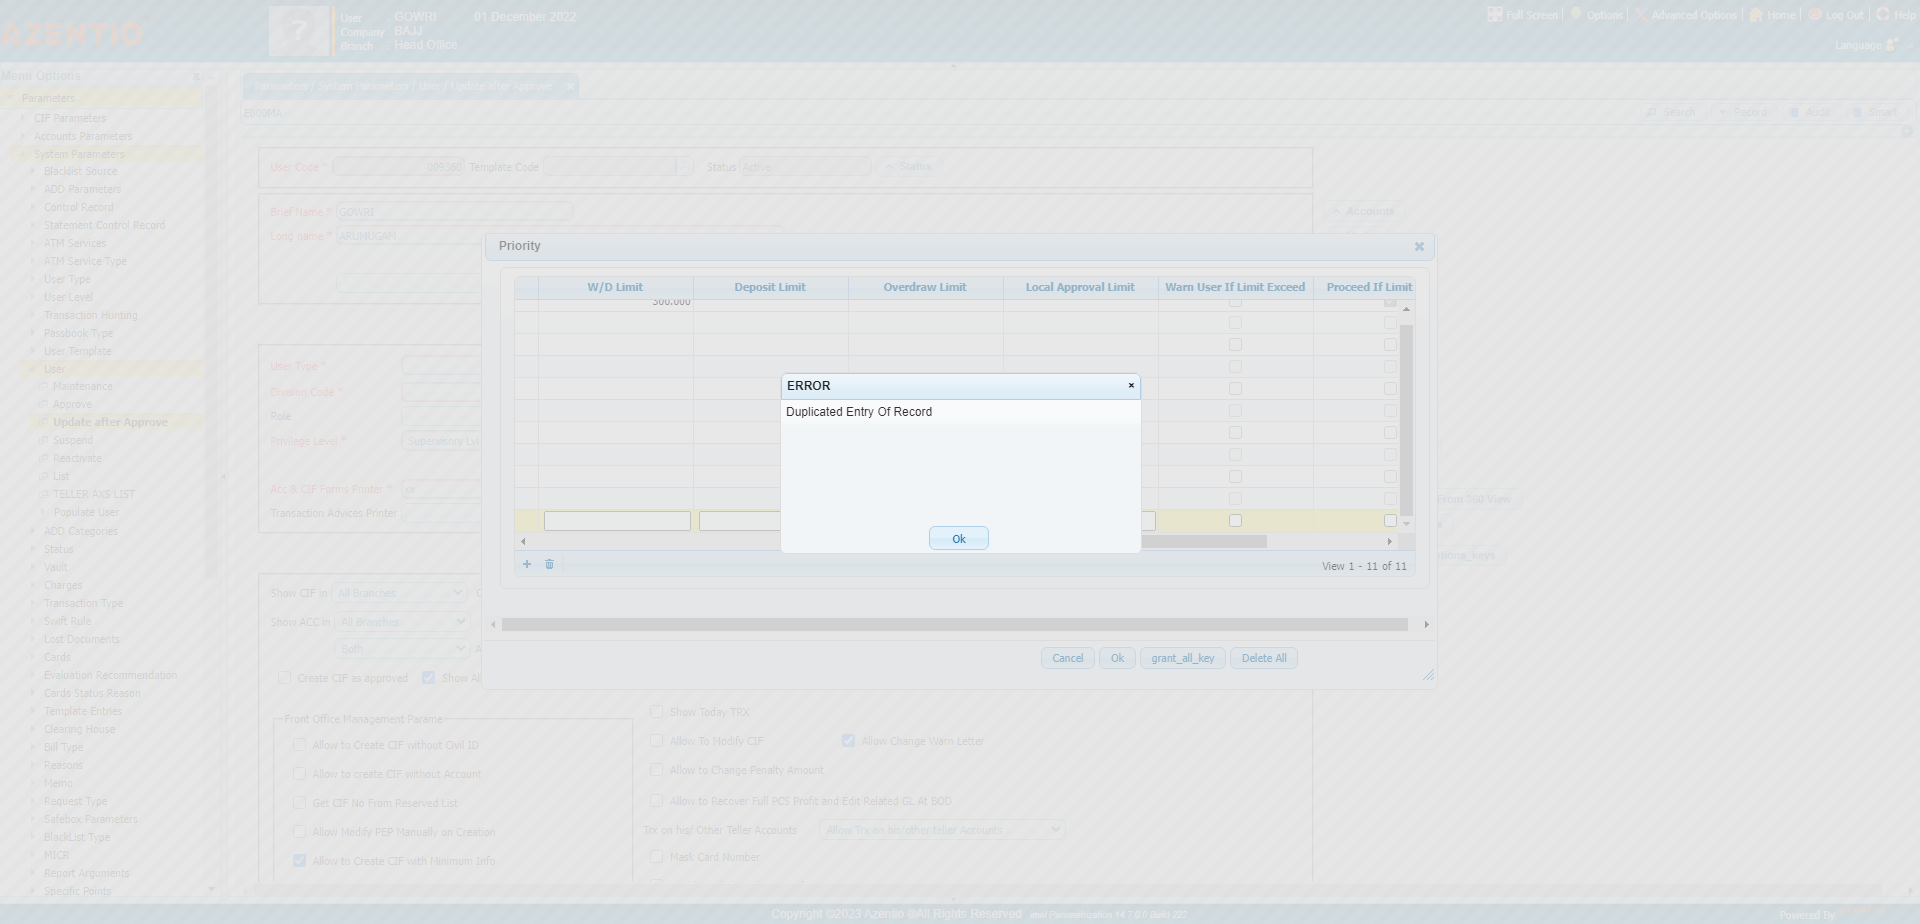 AZENTIO
User : GOWRI 01 December 2022
Company : BAJJ
Branch : Head Office
Full Screen | Options | Advanced Options | Home | Log Out | Help
Language
Menu Options
Parameters
CIF Parameters
Accounts Parameters
System Parameters
Blacklist Source
ADD Parameters
Control Record
Statement Control Record
ATM Services
ATM Service Type
User Type
User Level
Transaction Hunting
Passbook Type
User Template
User
Maintenance
Approve
Update after Approve
Suspend
Reactivate
List
TELLER AXS LIST
Populate User
ADD Categories
Status
Vault
Charges
Transaction Type
Swift Rule
Lost Documents
Cards
Evaluation Recommendation
Cards Status Reason
Template Entries
Clearing House
Bill Type
Reasons
Memo
Request Type
Safebox Parameters
BlackList Type
MICR
Report Arguments
Specific Points
Parameters / System Parameters / User / Update after Approve
E000MA
Search Record Audit Smart
User Code * 009360 Template Code Status Active Status
Brief Name * GOWRI
Long name * ARUMUGAM
Accounts
User Type *
Division Code *
Role
Privilege Level * Supervisory Lvl
Acc & CIF Forms Printer * xx
Transaction Advices Printer
Show CIF in All Branches
Show ACC in All Branches
Both
Create CIF as approved Show Al
Front Office Management Parame
Allow to Create CIF without Civil ID
Allow to create CIF without Account
Get CIF No From Reserved List
Allow Modify PEP Manually on Creation
Allow to Create CIF with Minimum Info
Show Today TRX
Allow To Modify CIF Allow Change Warn Letter
Allow to Change Penalty Amount
Allow to Recover Full PCS Profit and Edit Related GL At BOD
Trx on his/ Other Teller Accounts Allow Trx on his/other teller Accounts
Mask Card Number
From 360 View
Priority
W/D Limit Deposit Limit Overdraw Limit Local Approval Limit Warn User If Limit Exceed Proceed If Limit
300.000
ERROR
Duplicated Entry Of Record
Ok
View 1 - 11 of 11
Cancel Ok grant_all_key Delete All
Copyright ©2023 Azentio @All Rights Reserved imal Parametrization 14.7.0.0 Build 222
Powered By